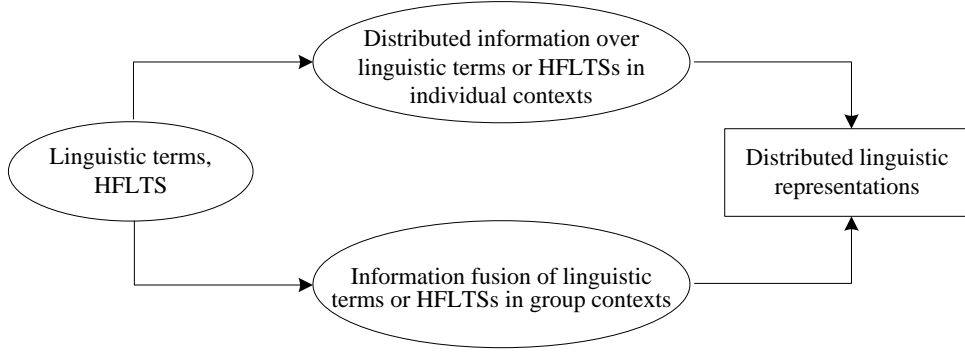 Distributed information over
linguistic terms or HFLTSs in
individual contexts
Linguistic terms,
HFLTS
Distributed linguistic
representations
Information fusion of linguistic
terms or HFLTSs in group contexts